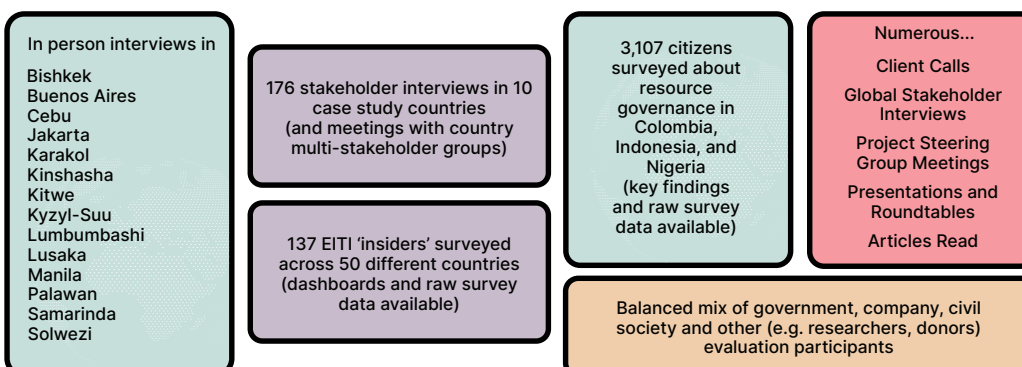 In person interviews in
Bishkek
Buenos Aires
Cebu
Jakarta
Karakol
Kinshasha
Kitwe
Kyzyl-Suu
Lumbumbashi
Lusaka
Manila
Palawan
Samarinda
Solwezi
176 stakeholder interviews in 10
case study countries
(and meetings with country
multi-stakeholder groups)
137 EITI ‘insiders’ surveyed
across 50 different countries
(dashboards and raw survey
data available)
3,107 citizens
surveyed about
resource
governance in
Colombia,
Indonesia, and
Nigeria
(key findings
and raw survey
data available)
Numerous...
Client Calls
Global Stakeholder
Interviews
Project Steering
Group Meetings
Presentations and
Roundtables
Articles Read
Balanced mix of government, company, civil
society and other (e.g. researchers, donors)
evaluation participants